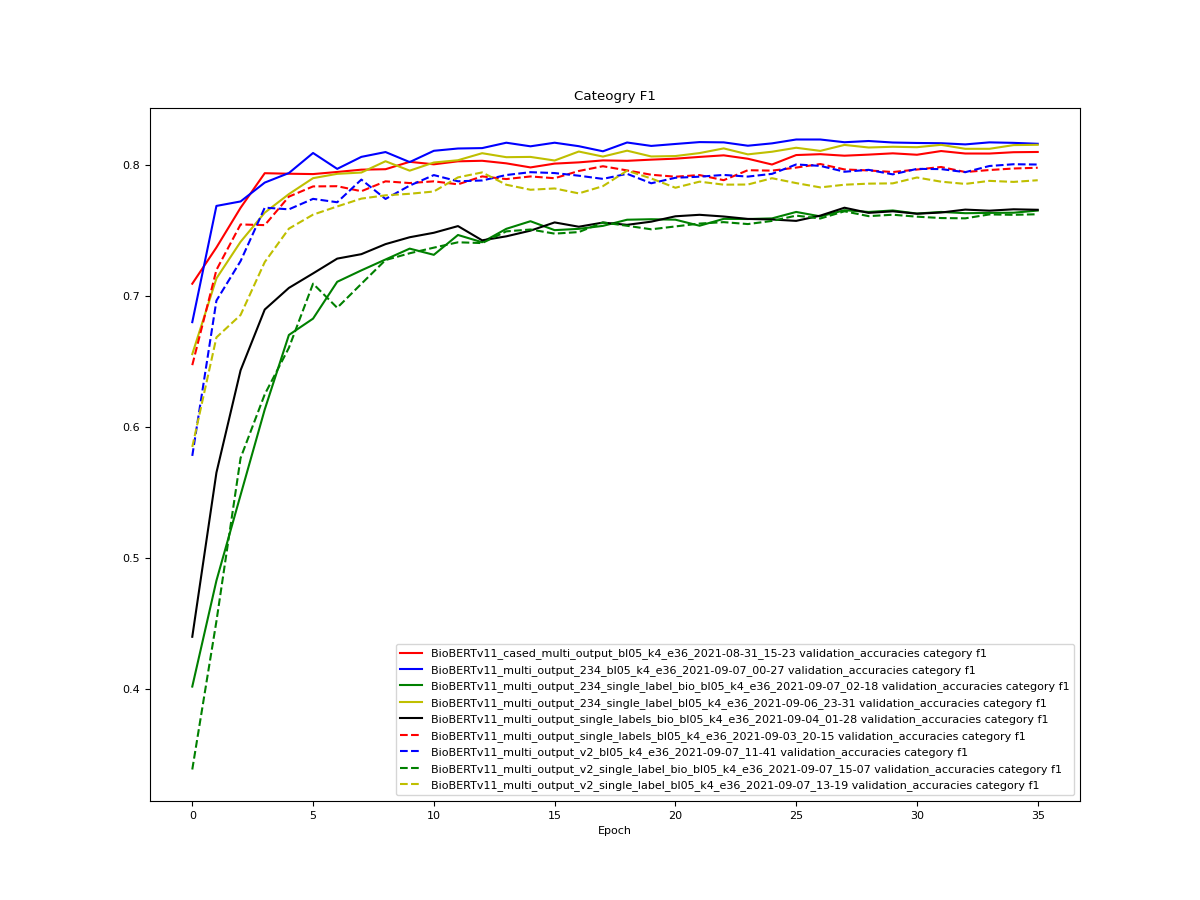 Cateogry F1
0.8
0.7
0.6
0.5
0.4
BioBERTv11_cased_multi_output_bl05_k4_e36_2021-08-31_15-23 validation_accuracies category f1
BioBERTv11_multi_output_234_bl05_k4_e36_2021-09-07_00-27 validation_accuracies category f1
BioBERTv11_multi_output_234_single_label_bio_bl05_k4_e36_2021-09-07_02-18 validation_accuracies category f1
BioBERTv11_multi_output_234_single_label_bl05_k4_e36_2021-09-06_23-31 validation_accuracies category f1
BioBERTv11_multi_output_single_labels_bio_bl05_k4_e36_2021-09-04_01-28 validation_accuracies category f1
BioBERTv11_multi_output_single_labels_bl05_k4_e36_2021-09-03_20-15 validation_accuracies category f1
BioBERTv11_multi_output_v2_bl05_k4_e36_2021-09-07_11-41 validation_accuracies category f1
BioBERTv11_multi_output_v2_single_label_bio_bl05_k4_e36_2021-09-07_15-07 validation_accuracies category f1
BioBERTv11_multi_output_v2_single_label_bl05_k4_e36_2021-09-07_13-19 validation_accuracies category f1
0 5 10 15 20 25 30 35
Epoch